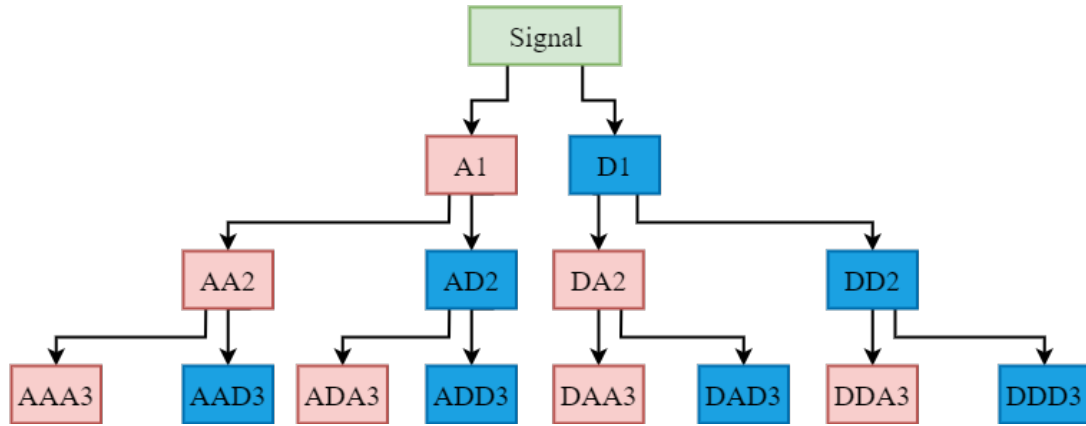 Signal
A1
D1
AA2
AD2
DA2
DD2
AAA3
AAD3
ADA3
ADD3
DAA3
DAD3
DDA3
DDD3